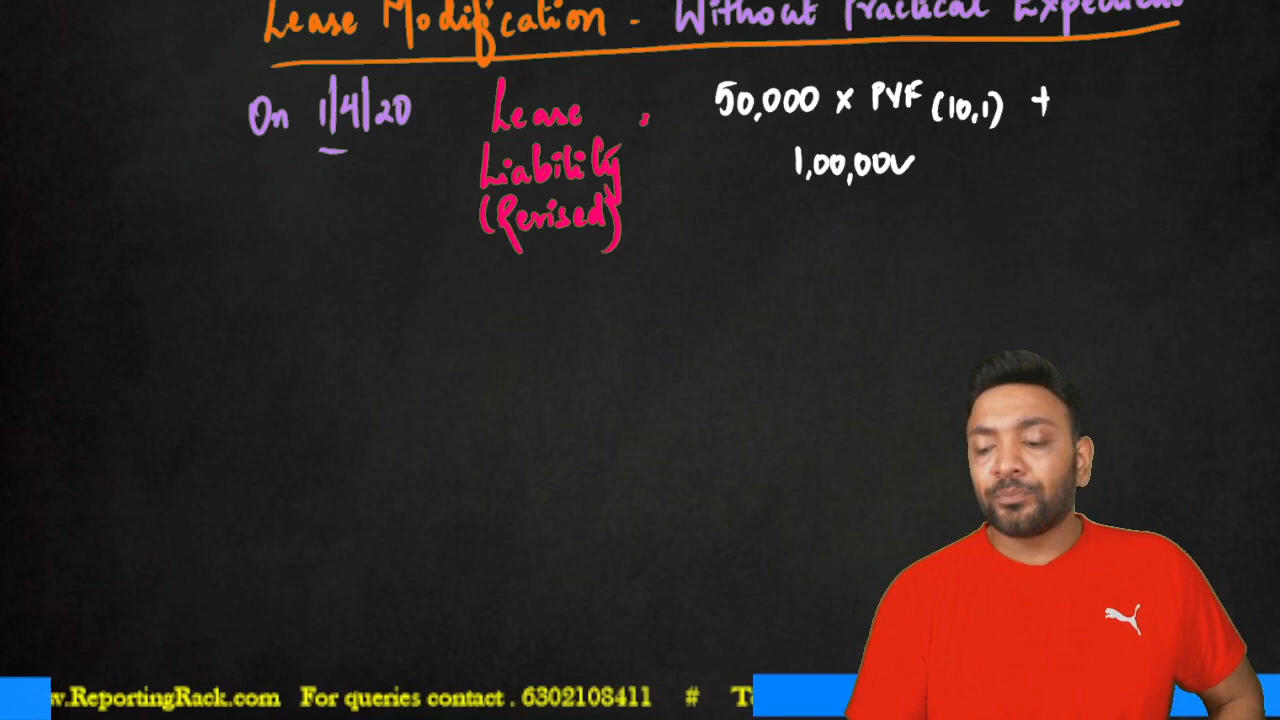 Lease Modification - Without Practical Expedient
On 1/4/20 Lease Liability (Revised) : 50,000 x PVF (10,1) +
1,00,000
w.ReportingRack.com For queries contact . 6302108411 #